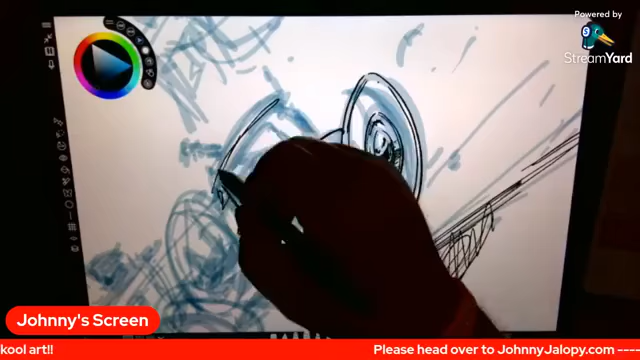 Powered by
StreamYard
Johnny's Screen
kool art!!
Please head over to JohnnyJalopy.com ----